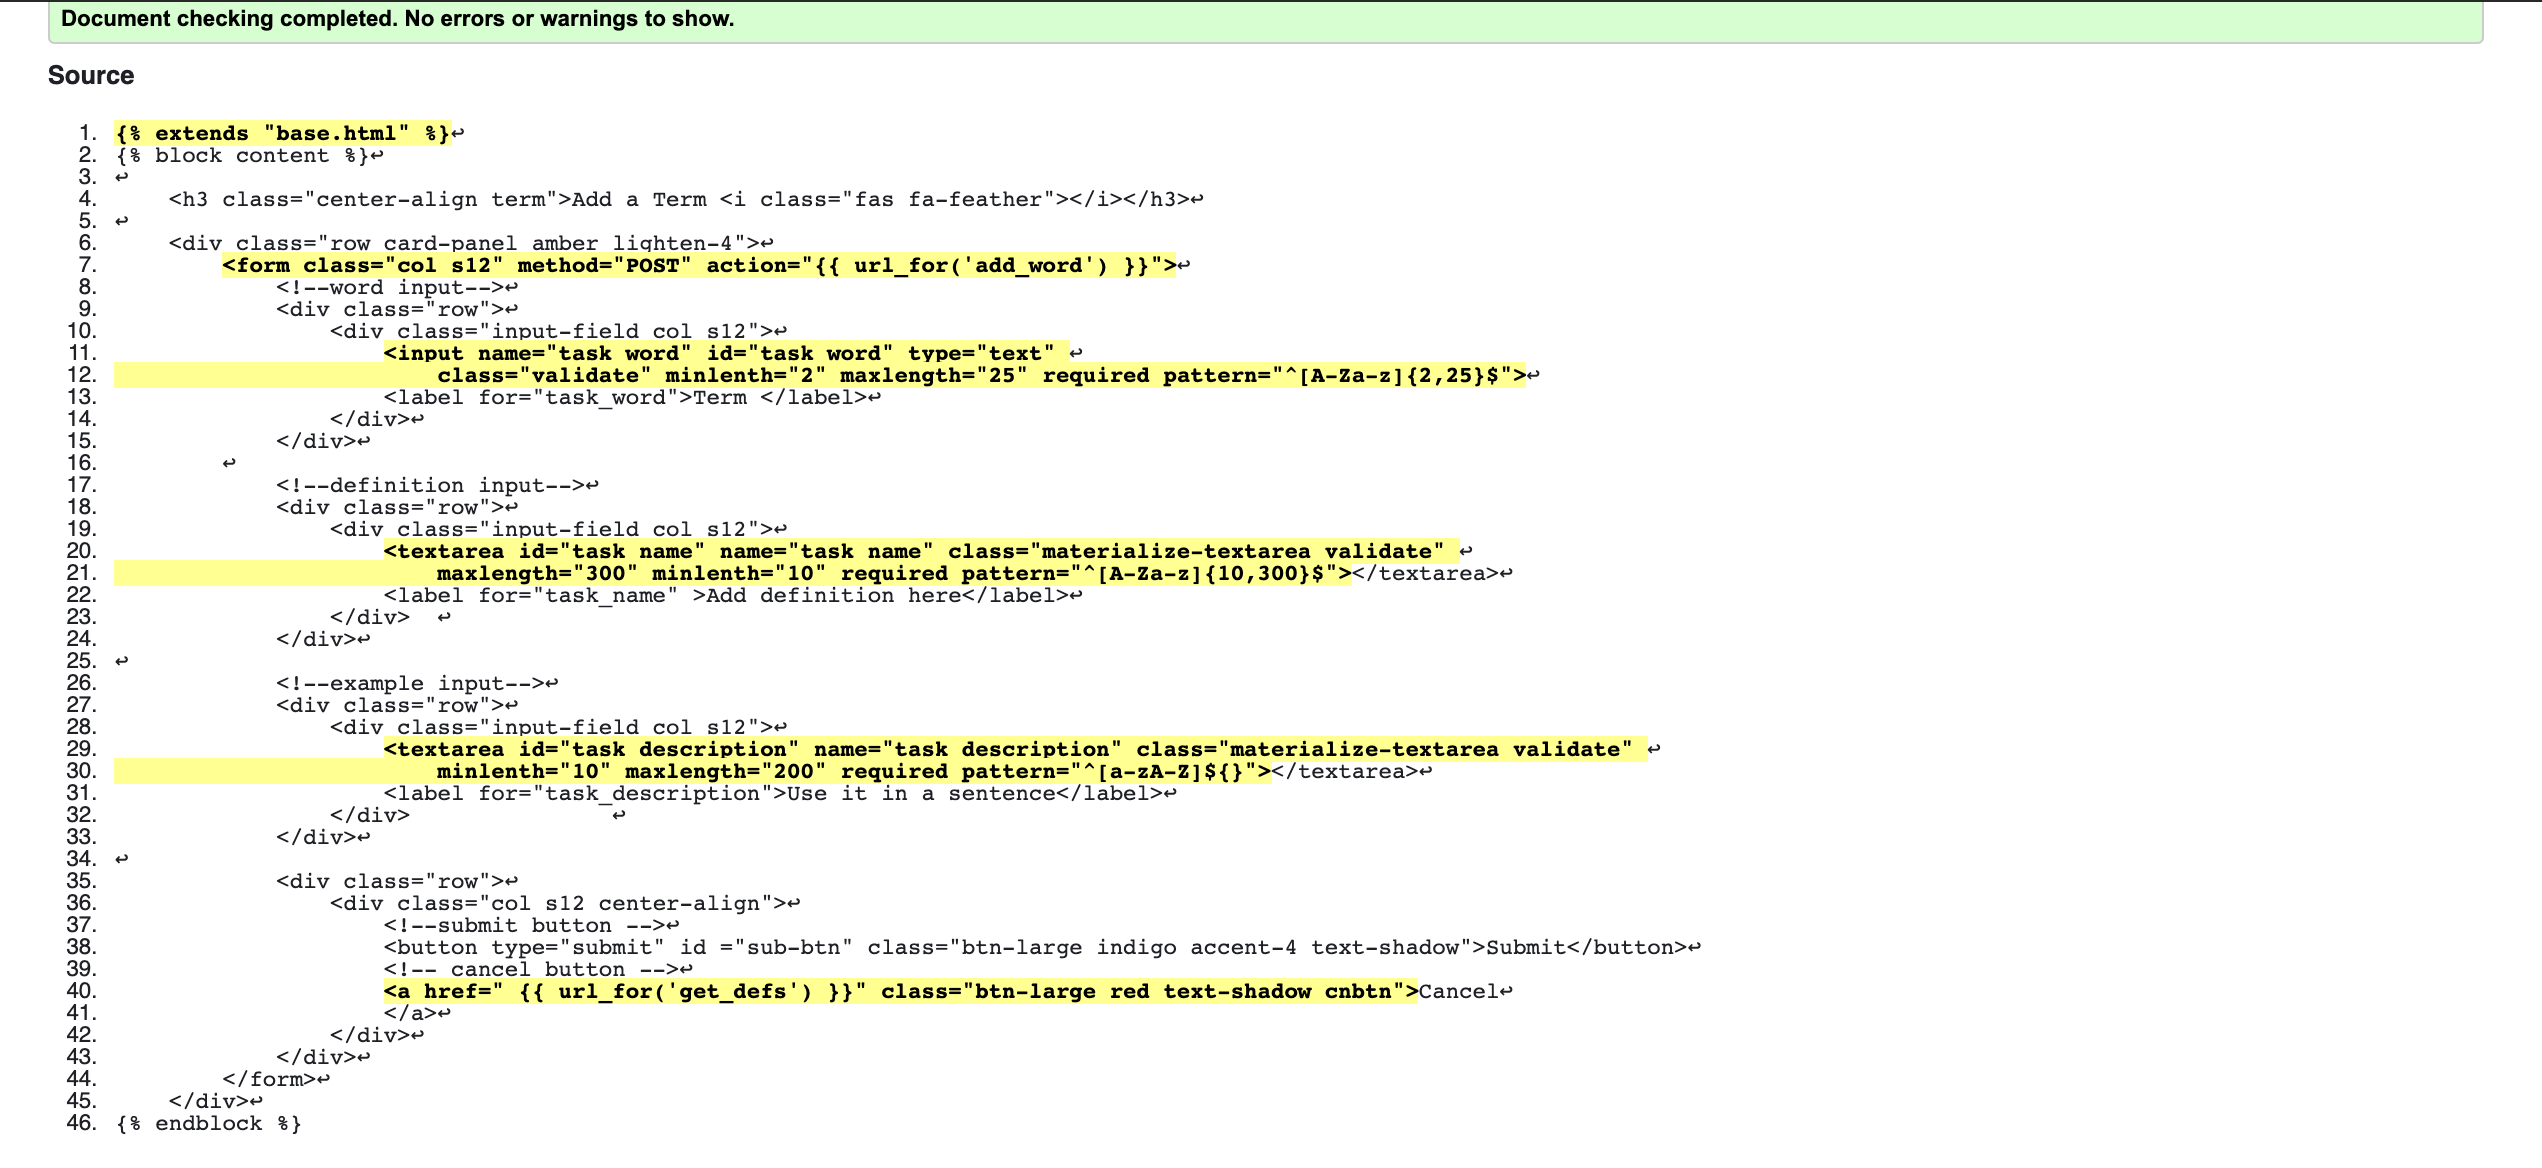 Document checking completed. No errors or warnings to show.
Source
1. {% extends "base.html" %}↩
2. {% block content %}↩
3. ↩
4.     <h3 class="center-align term">Add a Term <i class="fas fa-feather"></i></h3>↩
5. ↩
6.     <div class="row card-panel amber lighten-4">↩
7.         <form class="col s12" method="POST" action="{{ url_for('add_word') }}">↩
8.             <!--word input-->↩
9.             <div class="row">↩
10.                 <div class="input-field col s12">↩
11.                     <input name="task_word" id="task_word" type="text" ↩
12.                         class="validate" minlenth="2" maxlength="25" required pattern="^[A-Za-z]{2,25}$">↩
13.                     <label for="task_word">Term </label>↩
14.                 </div>↩
15.             </div>↩
16.         ↩
17.             <!--definition input-->↩
18.             <div class="row">↩
19.                 <div class="input-field col s12">↩
20.                     <textarea id="task_name" name="task_name" class="materialize-textarea validate" ↩
21.                         maxlength="300" minlenth="10" required pattern="^[A-Za-z]{10,300}$"></textarea>↩
22.                     <label for="task_name" >Add definition here</label>↩
23.                 </div>  ↩
24.             </div>↩
25. ↩
26.             <!--example input-->↩
27.             <div class="row">↩
28.                 <div class="input-field col s12">↩
29.                     <textarea id="task_description" name="task_description" class="materialize-textarea validate" ↩
30.                         minlenth="10" maxlength="200" required pattern="^[a-zA-Z]${}"></textarea>↩
31.                     <label for="task_description">Use it in a sentence</label>↩
32.                 </div>               ↩
33.             </div>↩
34. ↩
35.             <div class="row">↩
36.                 <div class="col s12 center-align">↩
37.                     <!--submit button -->↩
38.                     <button type="submit" id ="sub-btn" class="btn-large indigo accent-4 text-shadow">Submit</button>↩
39.                     <!-- cancel button -->↩
40.                     <a href=" {{ url_for('get_defs') }}" class="btn-large red text-shadow cnbtn">Cancel↩
41.                     </a>↩
42.                 </div>↩
43.             </div>↩
44.         </form>↩
45.     </div>↩
46. {% endblock %}